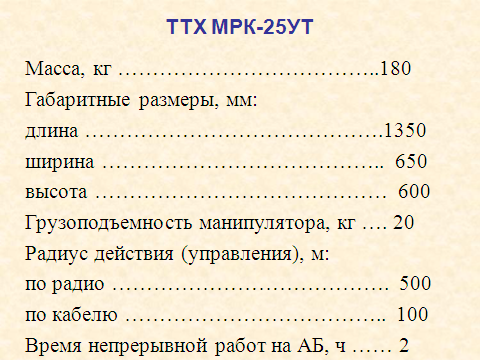 ТТХ МРК-25УТ
Масса, кг ………………………………..180
Габаритные размеры, мм:
длина …………………………………….1350
ширина ………………………………….. 650
высота …………………………………… 600
Грузоподъемность манипулятора, кг …. 20
Радиус действия (управления), м:
по радио …………………………………. 500
по кабелю ……………………………….. 100
Время непрерывной работ на АБ, ч …… 2